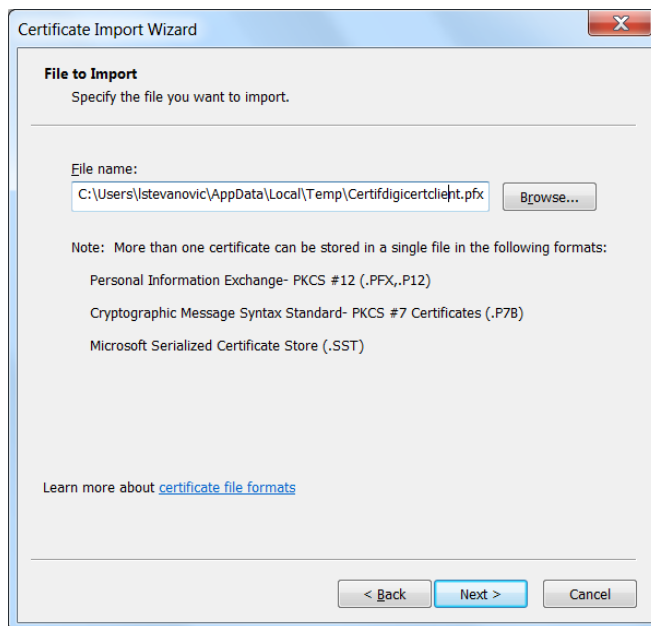 Certificate Import Wizard
File to Import
Specify the file you want to import.
File name:
C:\Users\lstevanovic\AppData\Local\Temp\Certifdigicertclient.pfx
Browse...
Note: More than one certificate can be stored in a single file in the following formats:
Personal Information Exchange- PKCS #12 (.PFX,.P12)
Cryptographic Message Syntax Standard- PKCS #7 Certificates (.P7B)
Microsoft Serialized Certificate Store (.SST)
Learn more about certificate file formats
< Back Next > Cancel